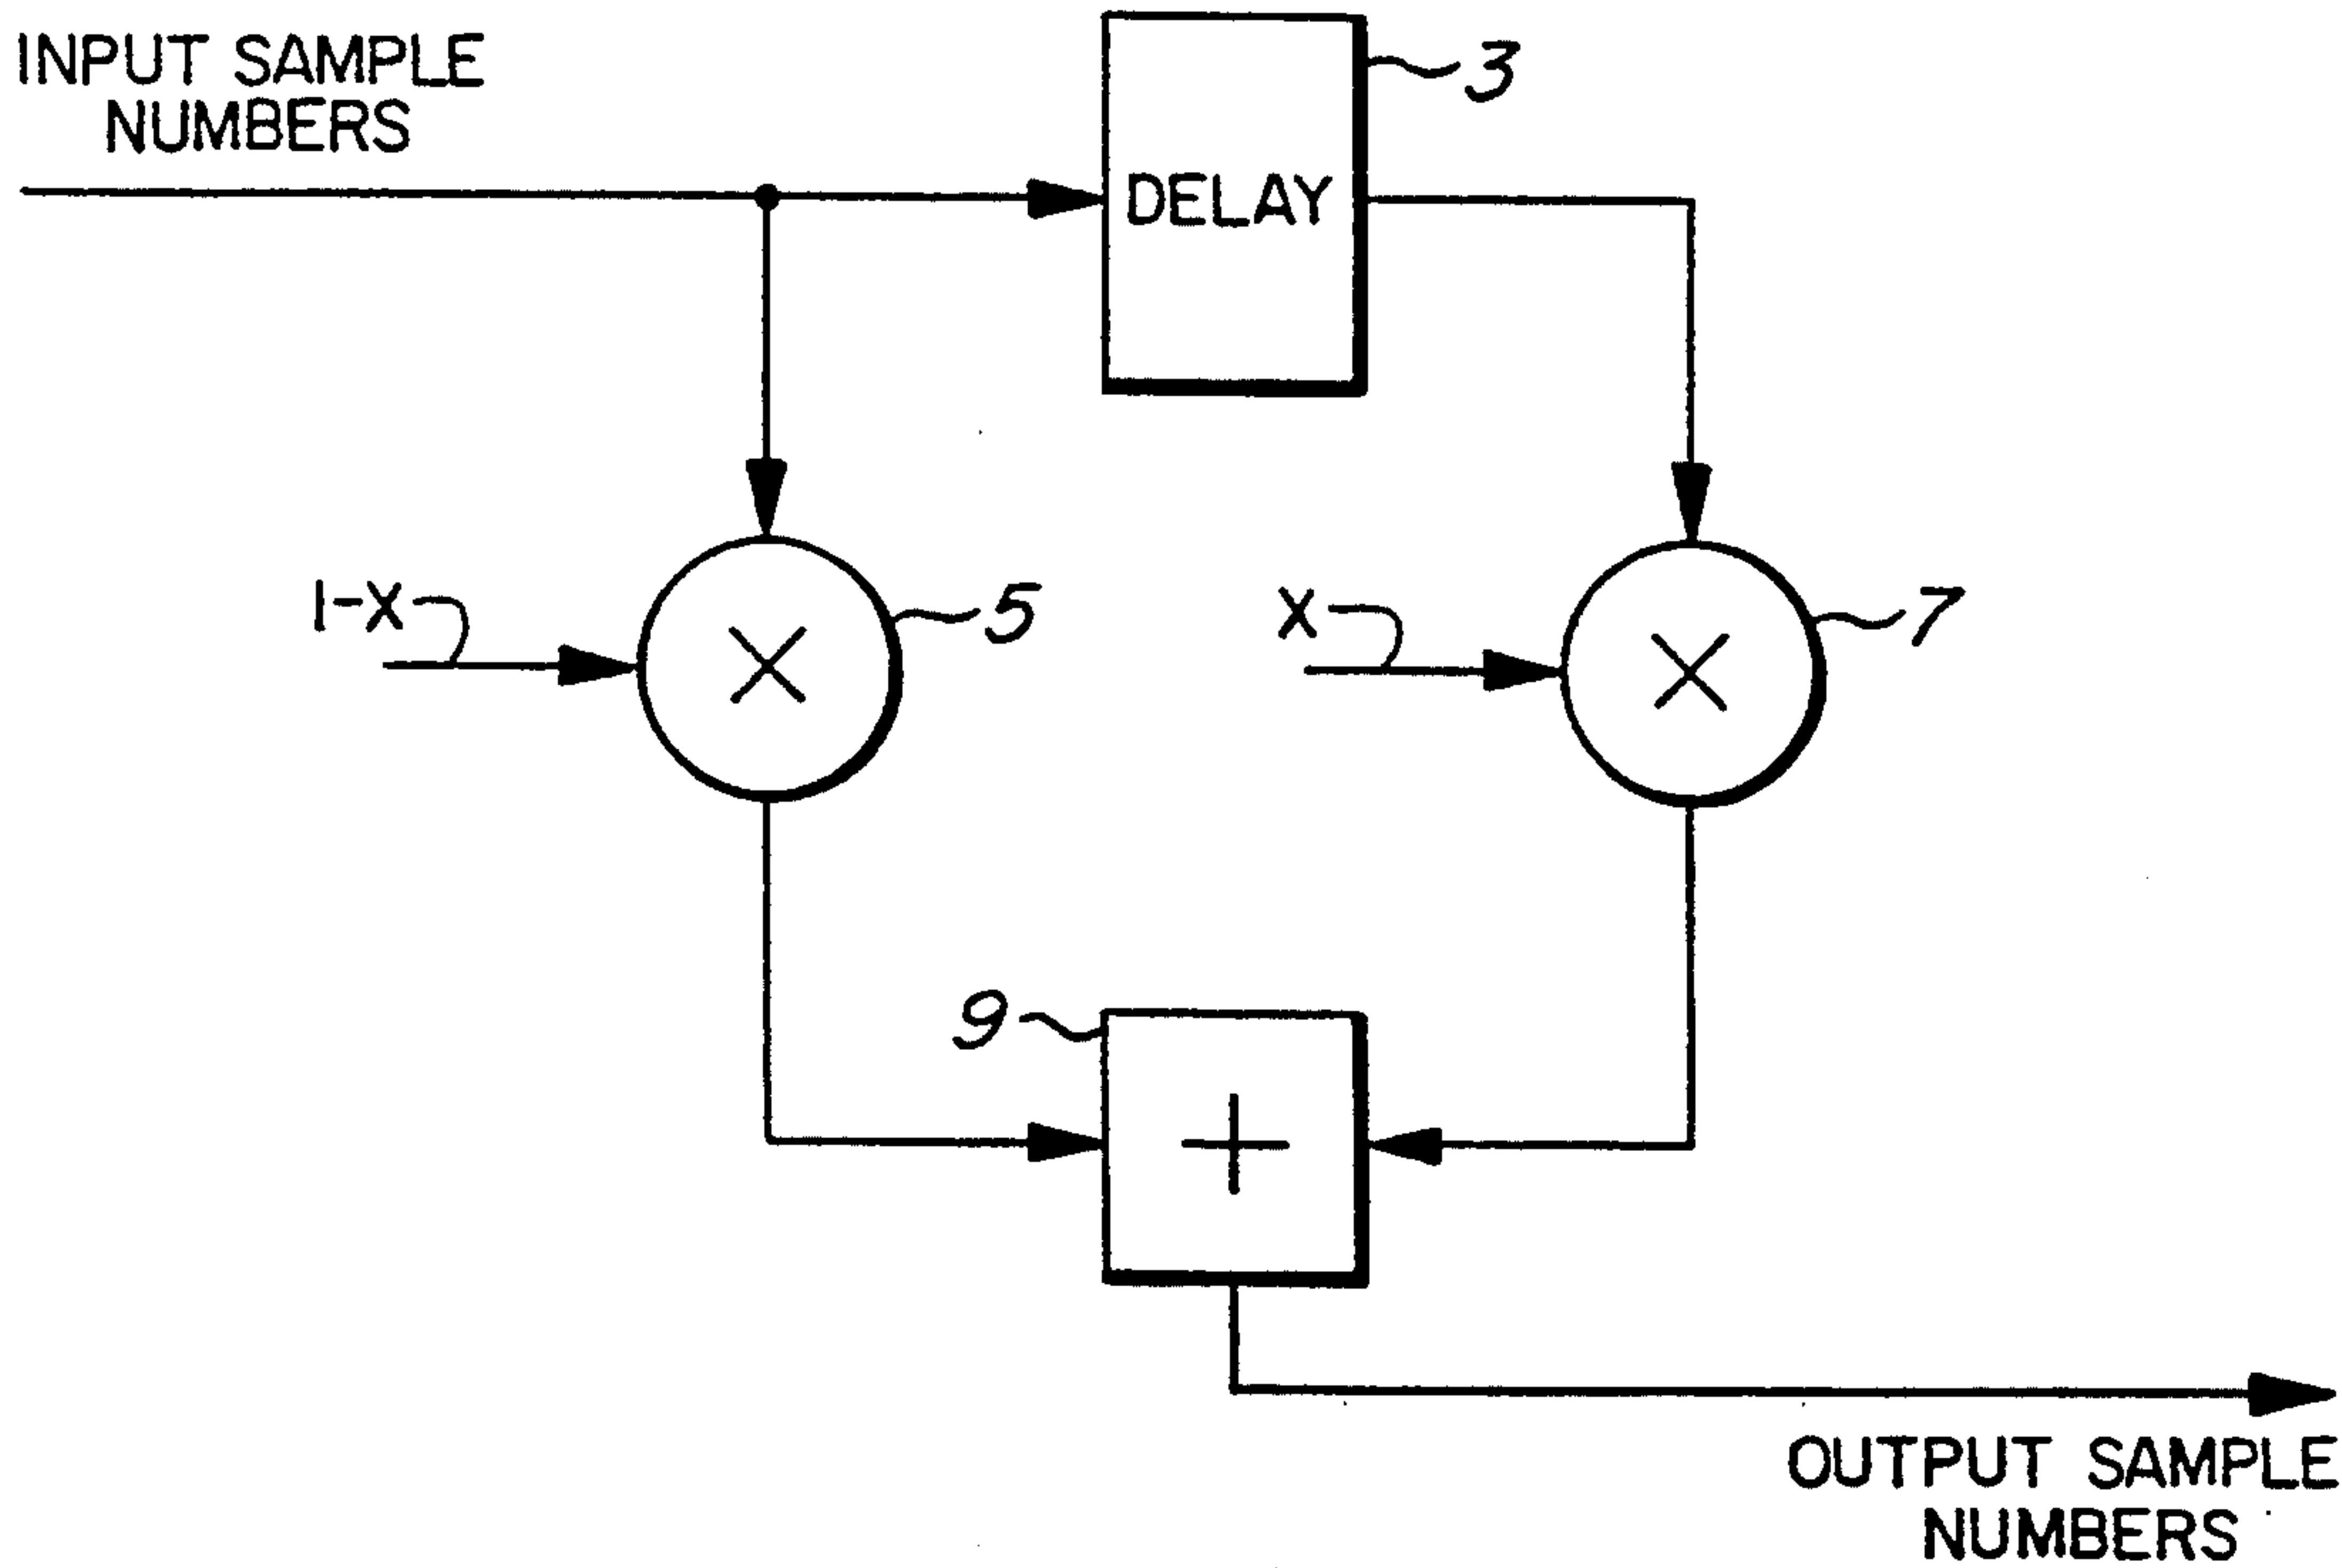 INPUT SAMPLE
NUMBERS
3
DELAY
1-X
5
X
7
9
OUTPUT SAMPLE
NUMBERS